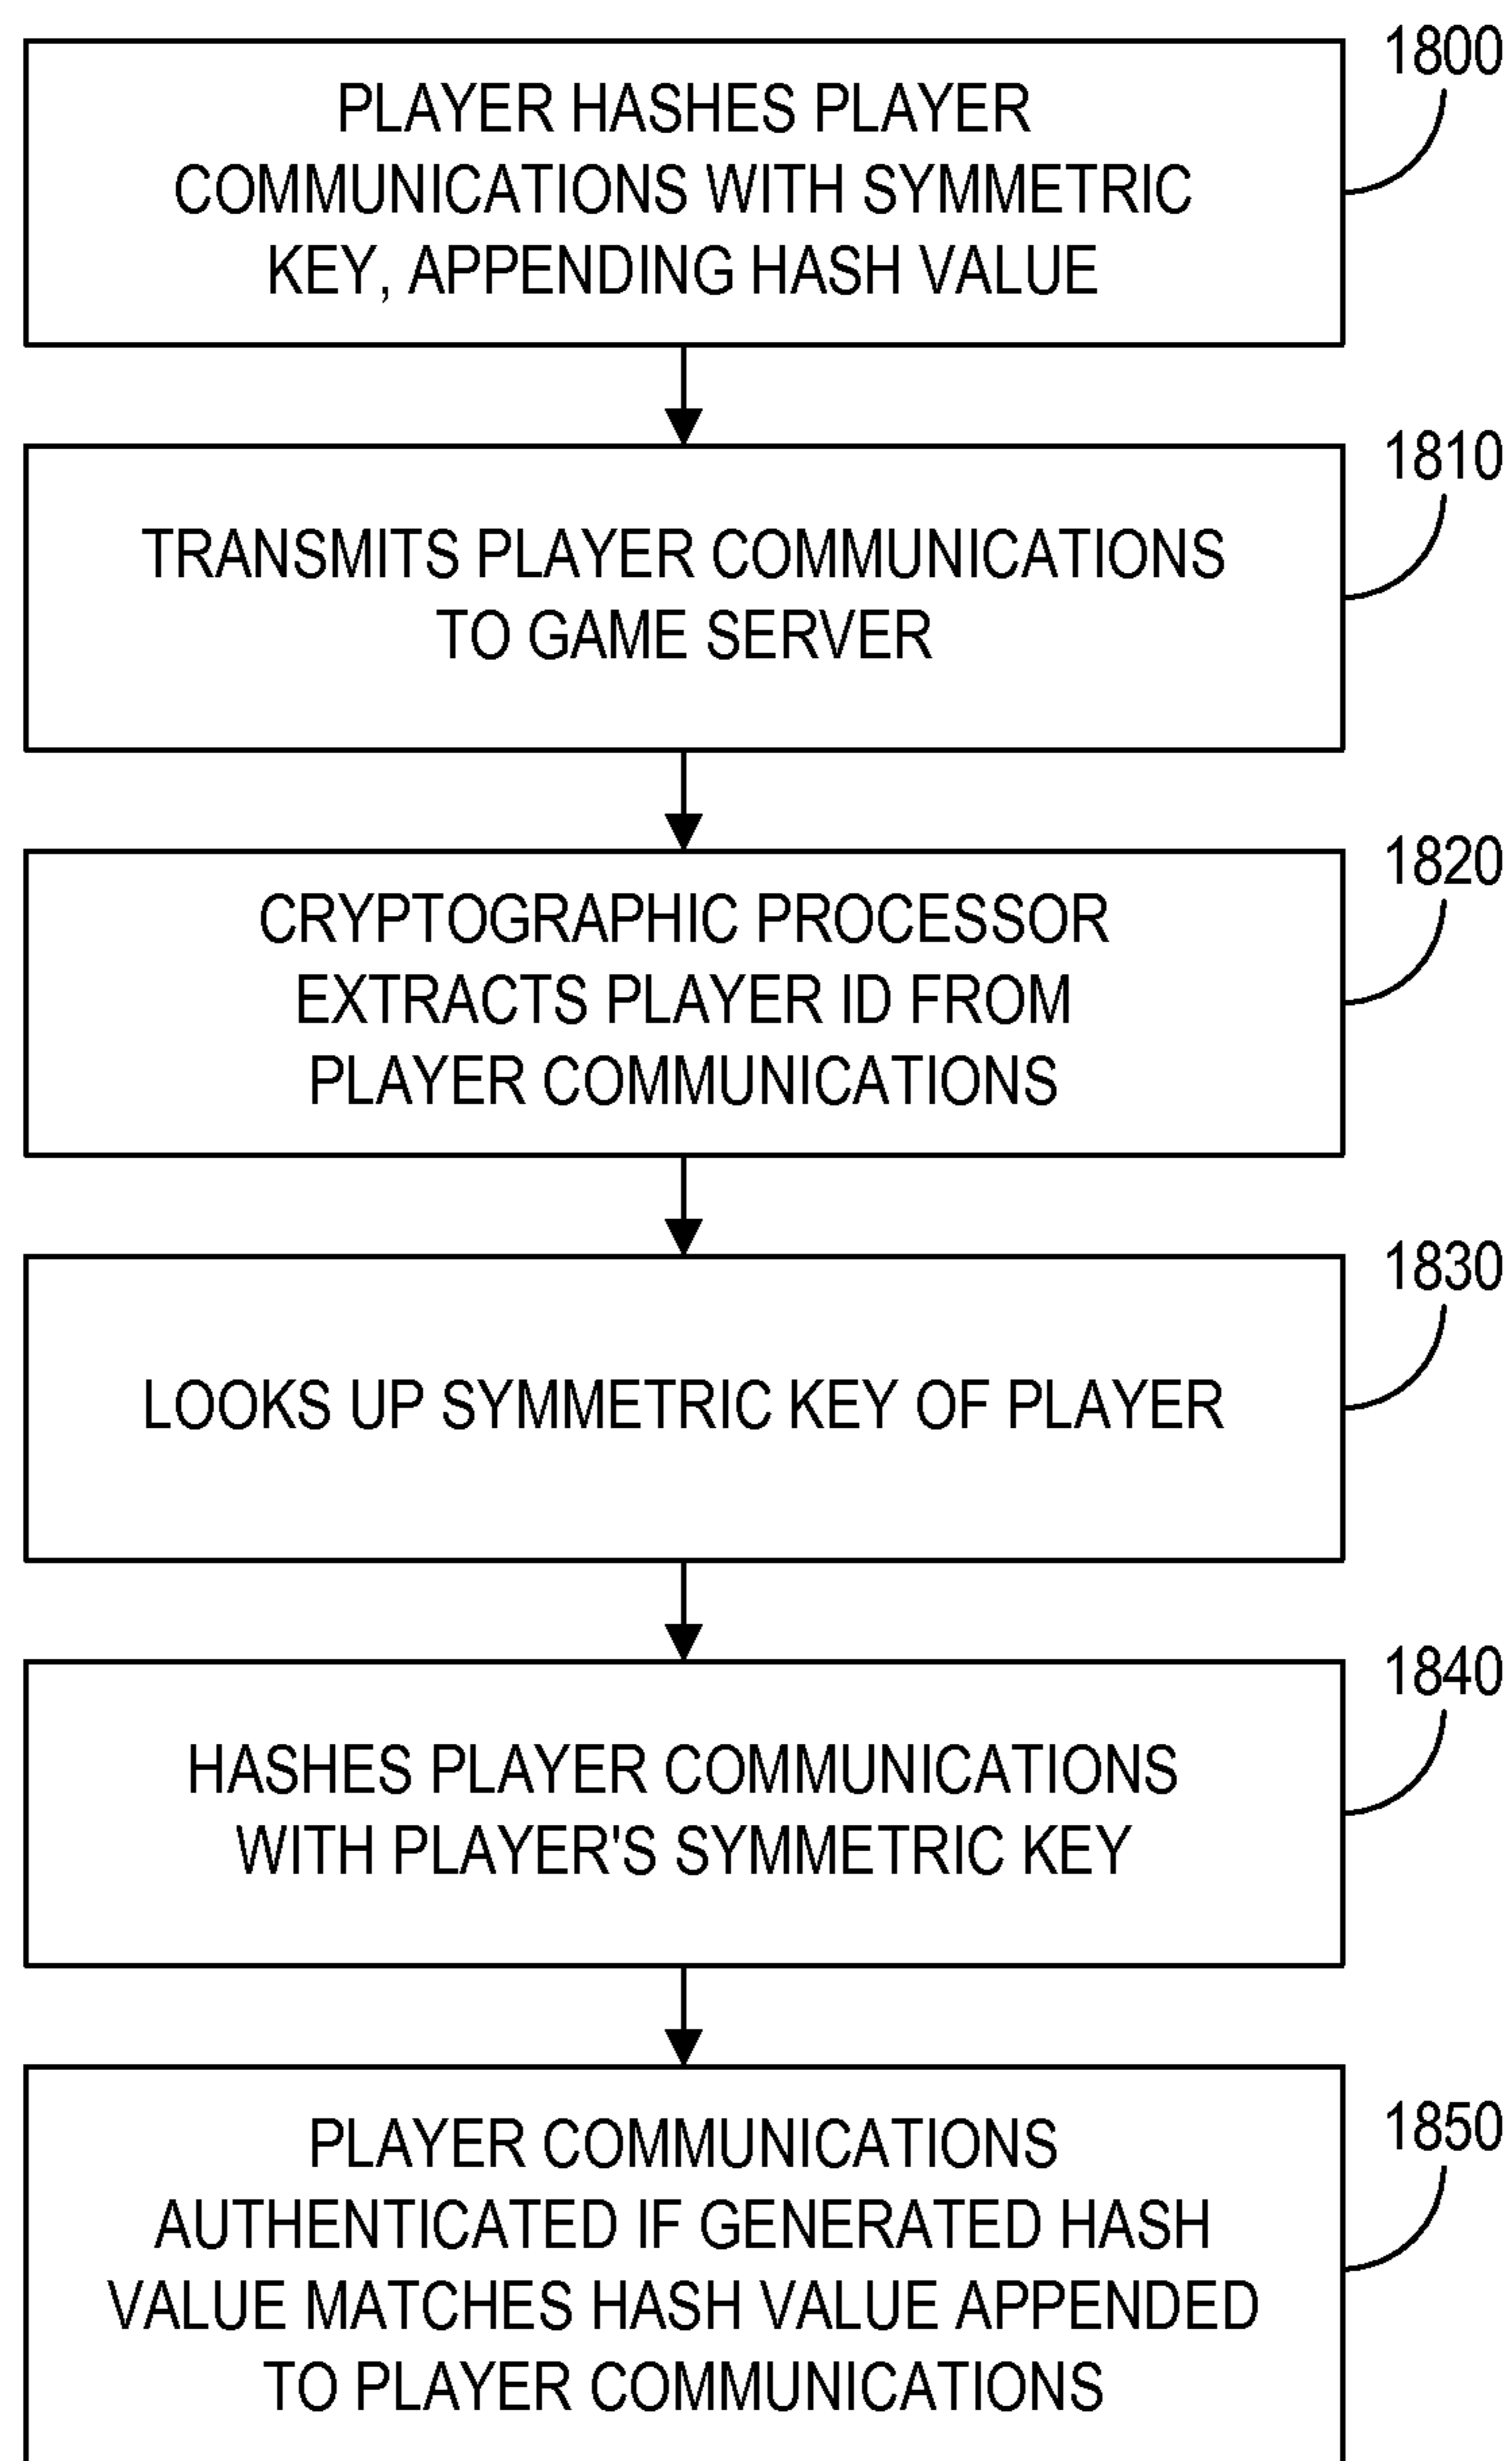 1800
PLAYER HASHES PLAYER
COMMUNICATIONS WITH SYMMETRIC
KEY, APPENDING HASH VALUE
1810
TRANSMITS PLAYER COMMUNICATIONS
TO GAME SERVER
1820
CRYPTOGRAPHIC PROCESSOR
EXTRACTS PLAYER ID FROM
PLAYER COMMUNICATIONS
1830
LOOKS UP SYMMETRIC KEY OF PLAYER
1840
HASHES PLAYER COMMUNICATIONS
WITH PLAYER'S SYMMETRIC KEY
1850
PLAYER COMMUNICATIONS
AUTHENTICATED IF GENERATED HASH
VALUE MATCHES HASH VALUE APPENDED
TO PLAYER COMMUNICATIONS